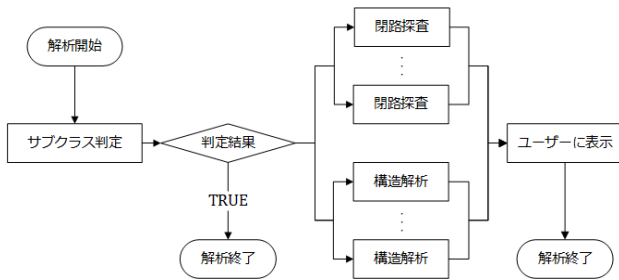 解析開始
サブクラス判定
判定結果
TRUE
解析終了
閉路探査
⋮
閉路探査
構造解析
⋮
構造解析
ユーザーに表示
解析終了